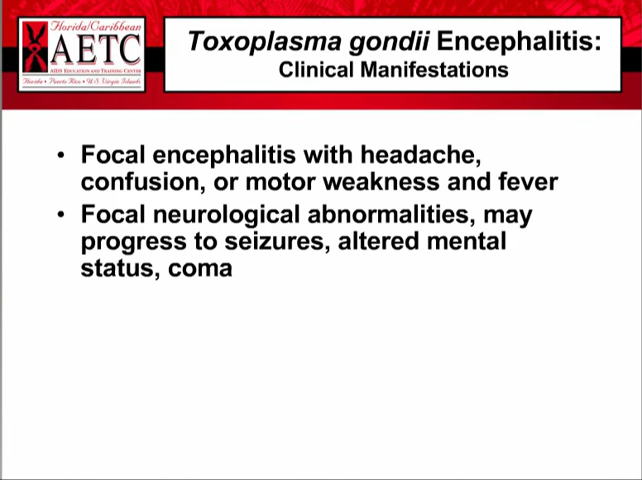 Florida/Caribbean
AETC
AIDS EDUCATION AND TRAINING CENTER
Florida • Puerto Rico • U.S. Virgin Islands
Toxoplasma gondii Encephalitis:
Clinical Manifestations
• Focal encephalitis with headache,
confusion, or motor weakness and fever
• Focal neurological abnormalities, may
progress to seizures, altered mental
status, coma